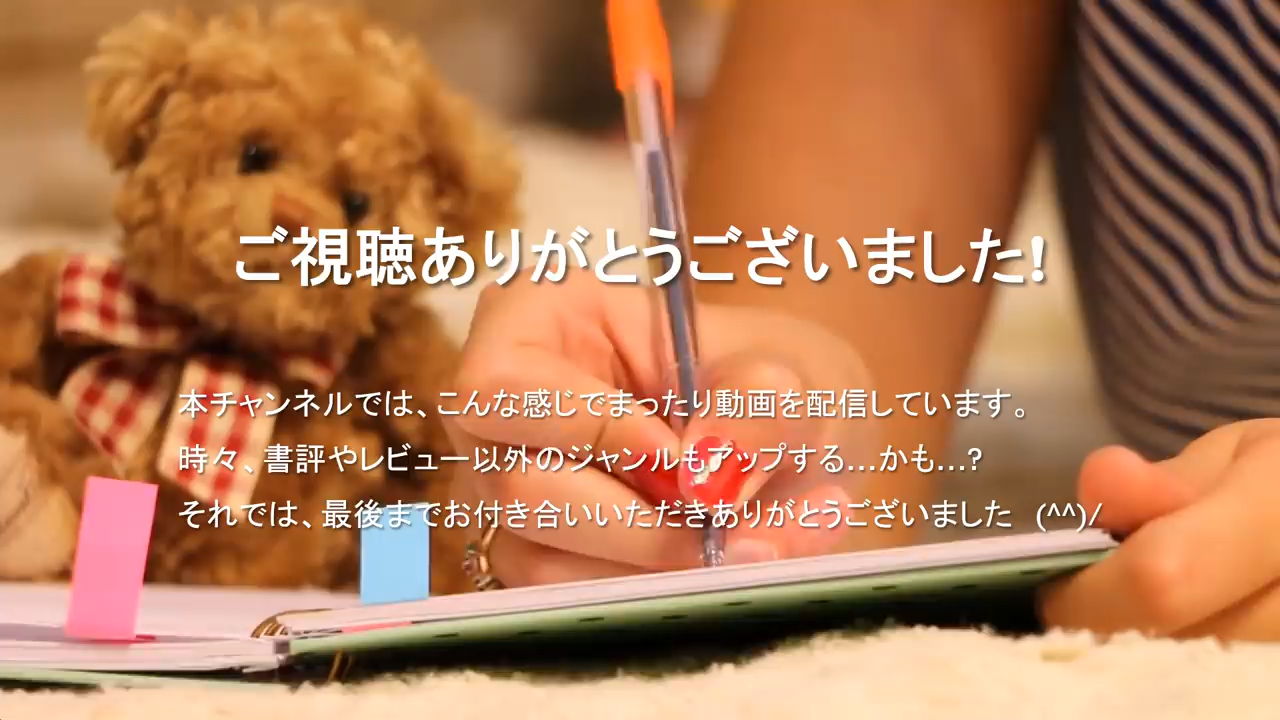 ご視聴ありがとうございました!
本チャンネルでは、こんな感じでまったり動画を配信しています。
時々、書評やレビュー以外のジャンルもアップする…かも…?
それでは、最後までお付き合いいただきありがとうございました (^^)/